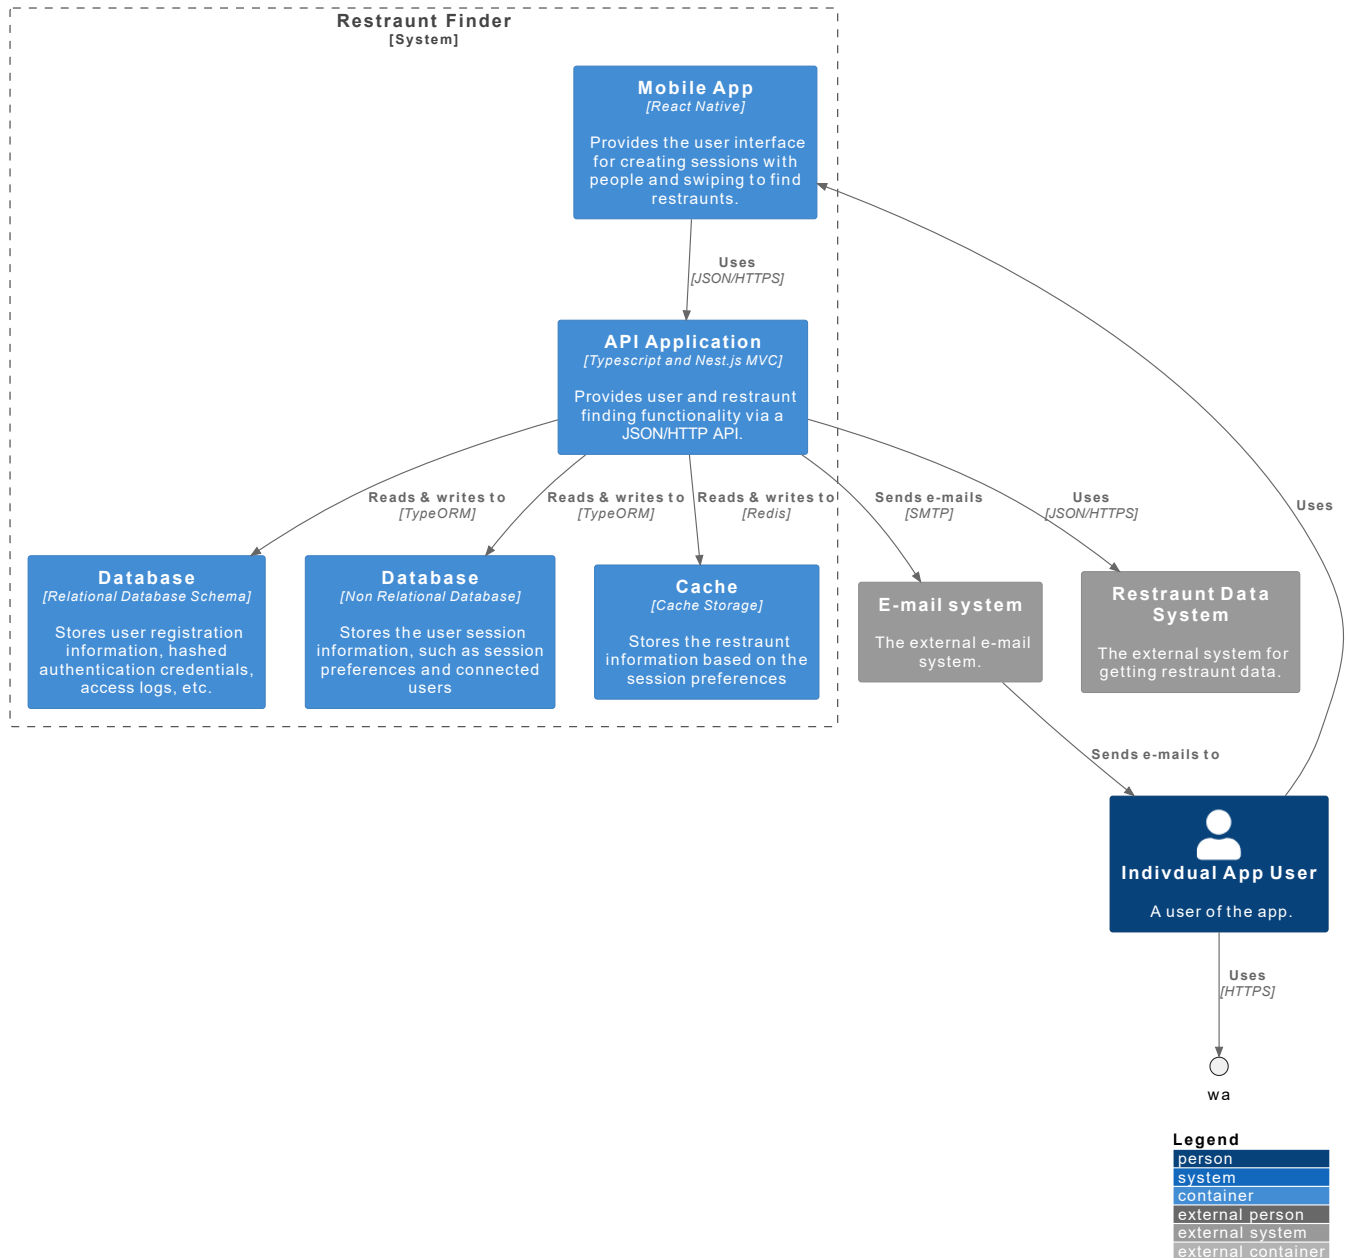 Restraunt Finder
[System]
Mobile App
[React Native]
Provides the user interface
for creating sessions with
people and swiping to find
restraunts.
Uses
[JSON/HTTPS]
API Application
[Typescript and Nest.js MVC]
Provides user and restraunt
finding functionality via a
JSON/HTTP API.
Reads & writes to
[TypeORM]
Reads & writes to
[TypeORM]
Reads & writes to
[Redis]
Sends e-mails
[SMTP]
Uses
[JSON/HTTPS]
Uses
Database
[Relational Database Schema]
Stores user registration
information, hashed
authentication credentials,
access logs, etc.
Database
[Non Relational Database]
Stores the user session
information, such as session
preferences and connected
users
Cache
[Cache Storage]
Stores the restraunt
information based on the
session preferences
E-mail system
The external e-mail
system.
Restraunt Data
System
The external system for
getting restraunt data.
Sends e-mails to
Indivdual App User
A user of the app.
Uses
[HTTPS]
wa
Legend
person
system
container
external person
external system
external container